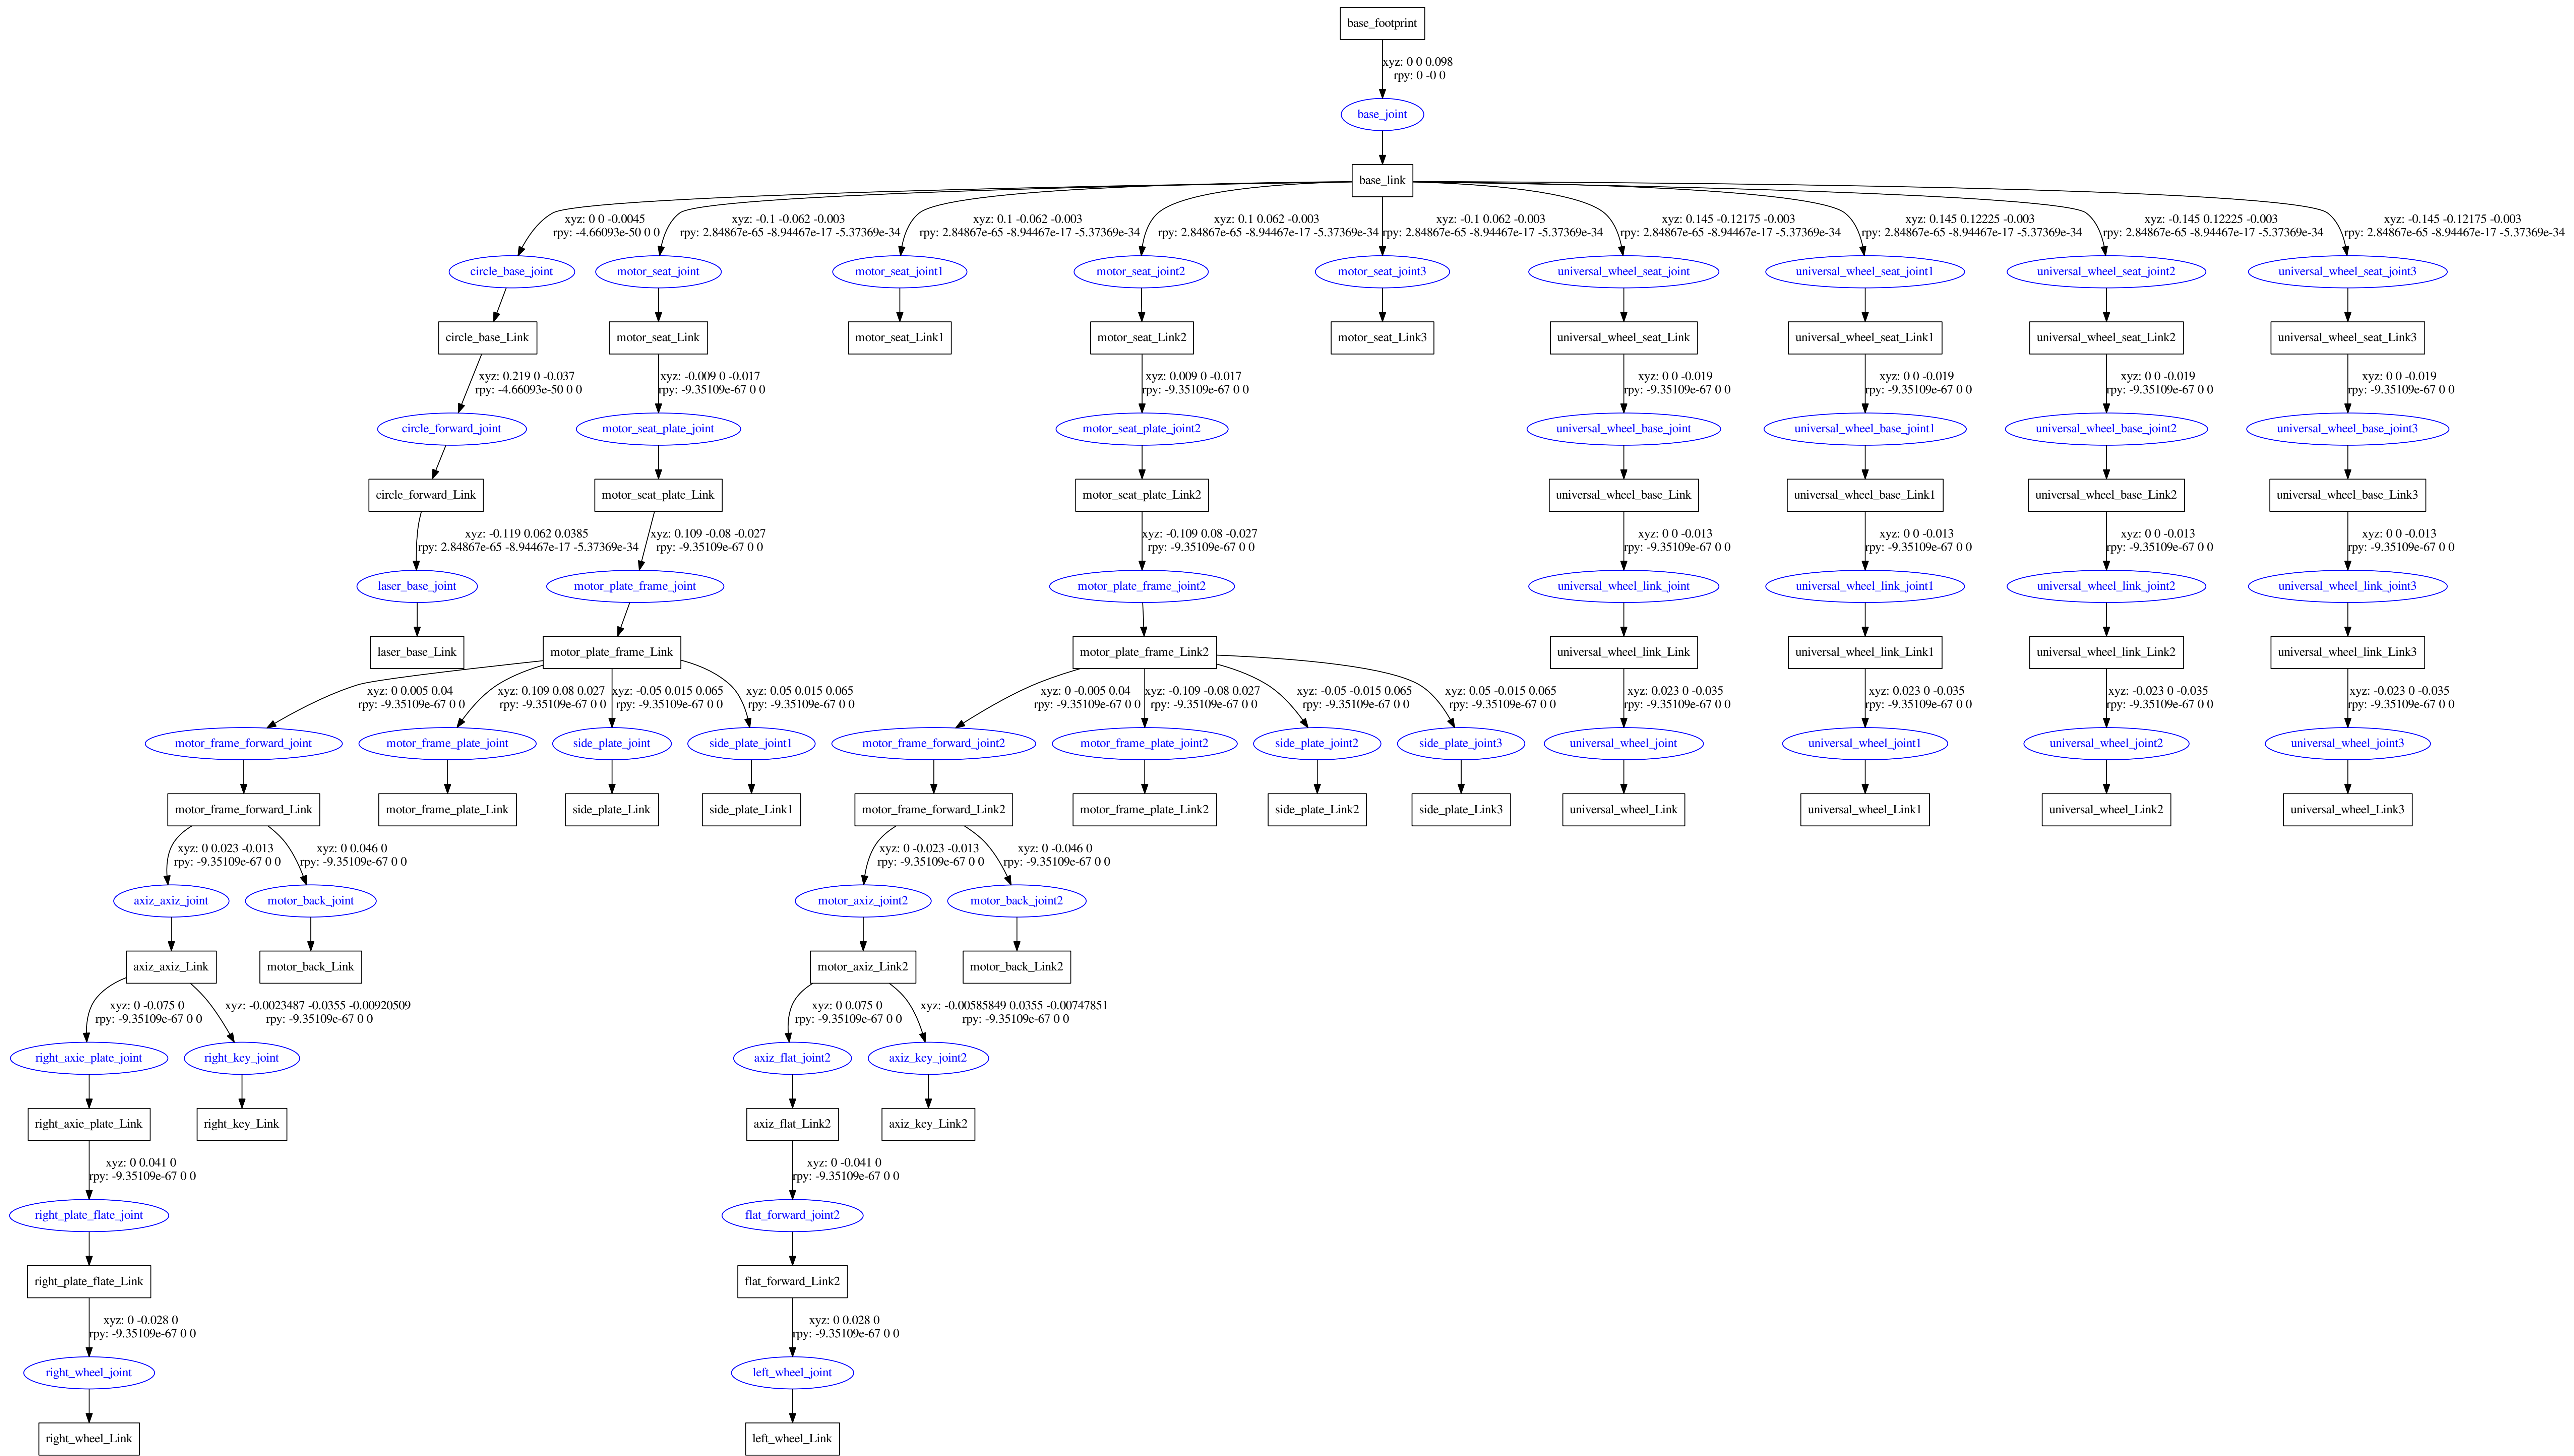 base_footprint
xyz: 0 0 0.098
rpy: 0 -0 0
base_joint
base_link
xyz: 0 0 -0.0045
rpy: -4.66093e-50 0 0
xyz: -0.1 -0.062 -0.003
rpy: 2.84867e-65 -8.94467e-17 -5.37369e-34
xyz: 0.1 -0.062 -0.003
rpy: 2.84867e-65 -8.94467e-17 -5.37369e-34
xyz: 0.1 0.062 -0.003
rpy: 2.84867e-65 -8.94467e-17 -5.37369e-34
xyz: -0.1 0.062 -0.003
rpy: 2.84867e-65 -8.94467e-17 -5.37369e-34
xyz: 0.145 -0.12175 -0.003
rpy: 2.84867e-65 -8.94467e-17 -5.37369e-34
xyz: 0.145 0.12225 -0.003
rpy: 2.84867e-65 -8.94467e-17 -5.37369e-34
xyz: -0.145 0.12225 -0.003
rpy: 2.84867e-65 -8.94467e-17 -5.37369e-34
xyz: -0.145 -0.12175 -0.003
rpy: 2.84867e-65 -8.94467e-17 -5.37369e-34
circle_base_joint
motor_seat_joint
motor_seat_joint1
motor_seat_joint2
motor_seat_joint3
universal_wheel_seat_joint
universal_wheel_seat_joint1
universal_wheel_seat_joint2
universal_wheel_seat_joint3
circle_base_Link
motor_seat_Link
motor_seat_Link1
motor_seat_Link2
motor_seat_Link3
universal_wheel_seat_Link
universal_wheel_seat_Link1
universal_wheel_seat_Link2
universal_wheel_seat_Link3
xyz: 0.219 0 -0.037
rpy: -4.66093e-50 0 0
xyz: -0.009 0 -0.017
rpy: -9.35109e-67 0 0
xyz: 0.009 0 -0.017
rpy: -9.35109e-67 0 0
xyz: 0 0 -0.019
rpy: -9.35109e-67 0 0
xyz: 0 0 -0.019
rpy: -9.35109e-67 0 0
xyz: 0 0 -0.019
rpy: -9.35109e-67 0 0
xyz: 0 0 -0.019
rpy: -9.35109e-67 0 0
circle_forward_joint
motor_seat_plate_joint
motor_seat_plate_joint2
universal_wheel_base_joint
universal_wheel_base_joint1
universal_wheel_base_joint2
universal_wheel_base_joint3
circle_forward_Link
motor_seat_plate_Link
motor_seat_plate_Link2
universal_wheel_base_Link
universal_wheel_base_Link1
universal_wheel_base_Link2
universal_wheel_base_Link3
xyz: -0.119 0.062 0.0385
rpy: 2.84867e-65 -8.94467e-17 -5.37369e-34
xyz: 0.109 -0.08 -0.027
rpy: -9.35109e-67 0 0
xyz: -0.109 0.08 -0.027
rpy: -9.35109e-67 0 0
xyz: 0 0 -0.013
rpy: -9.35109e-67 0 0
xyz: 0 0 -0.013
rpy: -9.35109e-67 0 0
xyz: 0 0 -0.013
rpy: -9.35109e-67 0 0
xyz: 0 0 -0.013
rpy: -9.35109e-67 0 0
laser_base_joint
motor_plate_frame_joint
motor_plate_frame_joint2
universal_wheel_link_joint
universal_wheel_link_joint1
universal_wheel_link_joint2
universal_wheel_link_joint3
laser_base_Link
motor_plate_frame_Link
motor_plate_frame_Link2
universal_wheel_link_Link
universal_wheel_link_Link1
universal_wheel_link_Link2
universal_wheel_link_Link3
xyz: 0 0.005 0.04
rpy: -9.35109e-67 0 0
xyz: 0.109 0.08 0.027
rpy: -9.35109e-67 0 0
xyz: -0.05 0.015 0.065
rpy: -9.35109e-67 0 0
xyz: 0.05 0.015 0.065
rpy: -9.35109e-67 0 0
xyz: 0 -0.005 0.04
rpy: -9.35109e-67 0 0
xyz: -0.109 -0.08 0.027
rpy: -9.35109e-67 0 0
xyz: -0.05 -0.015 0.065
rpy: -9.35109e-67 0 0
xyz: 0.05 -0.015 0.065
rpy: -9.35109e-67 0 0
xyz: 0.023 0 -0.035
rpy: -9.35109e-67 0 0
xyz: 0.023 0 -0.035
rpy: -9.35109e-67 0 0
xyz: -0.023 0 -0.035
rpy: -9.35109e-67 0 0
xyz: -0.023 0 -0.035
rpy: -9.35109e-67 0 0
motor_frame_forward_joint
motor_frame_plate_joint
side_plate_joint
side_plate_joint1
motor_frame_forward_joint2
motor_frame_plate_joint2
side_plate_joint2
side_plate_joint3
universal_wheel_joint
universal_wheel_joint1
universal_wheel_joint2
universal_wheel_joint3
motor_frame_forward_Link
motor_frame_plate_Link
side_plate_Link
side_plate_Link1
motor_frame_forward_Link2
motor_frame_plate_Link2
side_plate_Link2
side_plate_Link3
universal_wheel_Link
universal_wheel_Link1
universal_wheel_Link2
universal_wheel_Link3
xyz: 0 0.023 -0.013
rpy: -9.35109e-67 0 0
xyz: 0 0.046 0
rpy: -9.35109e-67 0 0
xyz: 0 -0.023 -0.013
rpy: -9.35109e-67 0 0
xyz: 0 -0.046 0
rpy: -9.35109e-67 0 0
axiz_axiz_joint
motor_back_joint
motor_axiz_joint2
motor_back_joint2
axiz_axiz_Link
motor_back_Link
motor_axiz_Link2
motor_back_Link2
xyz: 0 -0.075 0
rpy: -9.35109e-67 0 0
xyz: -0.0023487 -0.0355 -0.00920509
rpy: -9.35109e-67 0 0
xyz: 0 0.075 0
rpy: -9.35109e-67 0 0
xyz: -0.00585849 0.0355 -0.00747851
rpy: -9.35109e-67 0 0
right_axie_plate_joint
right_key_joint
axiz_flat_joint2
axiz_key_joint2
right_axie_plate_Link
right_key_Link
axiz_flat_Link2
axiz_key_Link2
xyz: 0 0.041 0
rpy: -9.35109e-67 0 0
xyz: 0 -0.041 0
rpy: -9.35109e-67 0 0
right_plate_flate_joint
flat_forward_joint2
right_plate_flate_Link
flat_forward_Link2
xyz: 0 -0.028 0
rpy: -9.35109e-67 0 0
xyz: 0 0.028 0
rpy: -9.35109e-67 0 0
right_wheel_joint
left_wheel_joint
right_wheel_Link
left_wheel_Link